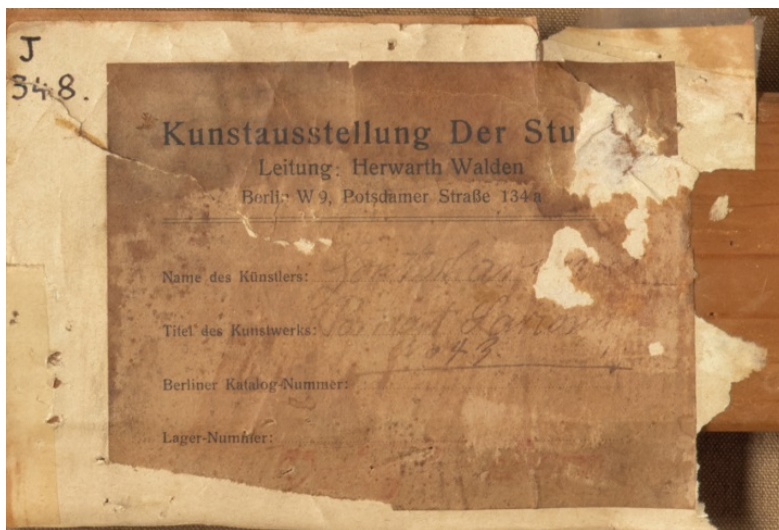 J
348.
Kunstausstellung Der Stu
Leitung: Herwarth Walden
Berlin W 9, Potsdamer Straße 134a
Name des Künstlers:
Titel des Kunstwerks:
43.
Berliner Katalog-Nummer:
Lager-Nummer: